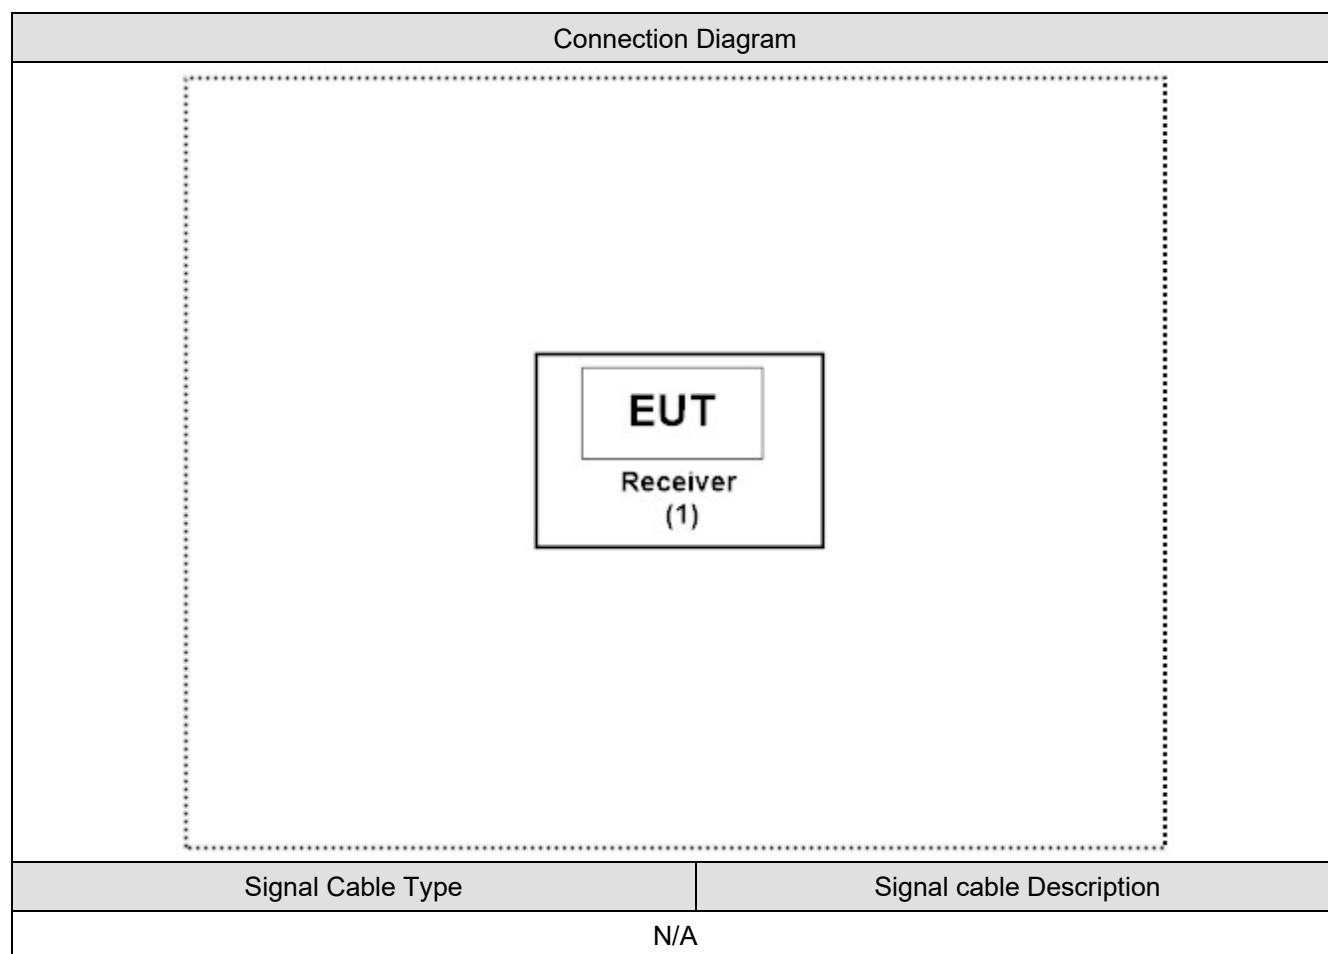 Connection Diagram
EUT
Receiver
(1)
Signal Cable Type
Signal cable Description
N/A